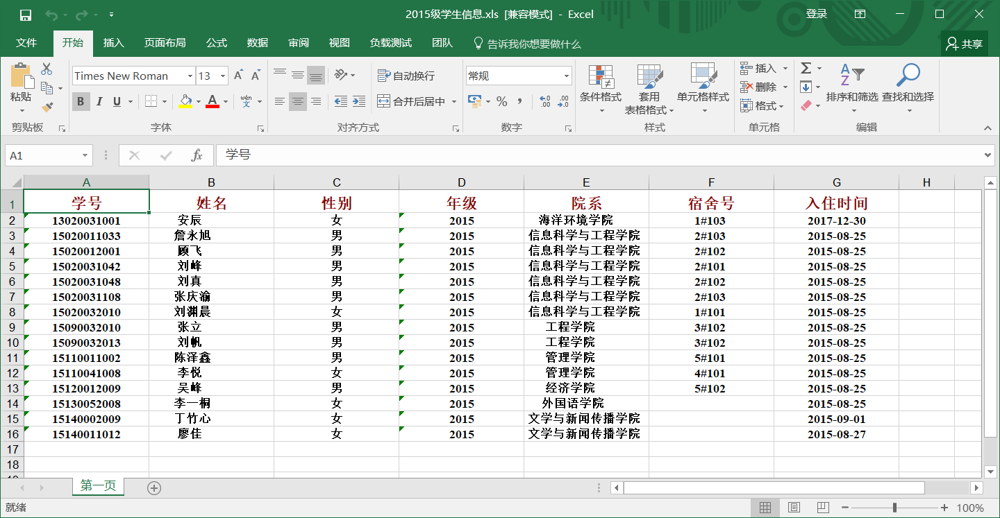 2015级学生信息.xls [兼容模式] - Excel
登录
文件 开始 插入 页面布局 公式 数据 审阅 视图 负载测试 团队 告诉我你想要做什么 共享
Times New Roman 13 自动换行 常规 插入
粘贴 B I U A wén 文 合并后居中 % 条件格式 套用 单元格样式 删除 排序和筛选 查找和选择
表格格式 格式
剪贴板 字体 对齐方式 数字 样式 单元格 编辑
A1 fx 学号
A B C D E F G H
1 学号 姓名 性别 年级 院系 宿舍号 入住时间
2 13020031001 安辰 女 2015 海洋环境学院 1#103 2017-12-30
3 15020011033 詹永旭 男 2015 信息科学与工程学院 2#103 2015-08-25
4 15020012001 顾飞 男 2015 信息科学与工程学院 2#102 2015-08-25
5 15020031042 刘峰 男 2015 信息科学与工程学院 2#101 2015-08-25
6 15020031048 刘真 男 2015 信息科学与工程学院 2#102 2015-08-25
7 15020031108 张庆渝 男 2015 信息科学与工程学院 2#103 2015-08-25
8 15020032010 刘渊晨 女 2015 信息科学与工程学院 1#101 2015-08-25
9 15090032010 张立 男 2015 工程学院 3#102 2015-08-25
10 15090032013 刘帆 男 2015 工程学院 3#102 2015-08-25
11 15110011002 陈泽鑫 男 2015 管理学院 5#101 2015-08-25
12 15110041008 李悦 女 2015 管理学院 4#101 2015-08-25
13 15120012009 吴峰 男 2015 经济学院 5#102 2015-08-25
14 15130052008 李一桐 女 2015 外国语学院 2015-08-25
15 15140002009 丁竹心 女 2015 文学与新闻传播学院 2015-09-01
16 15140011012 廖佳 女 2015 文学与新闻传播学院 2015-08-27
17
18
第一页
就绪 100%